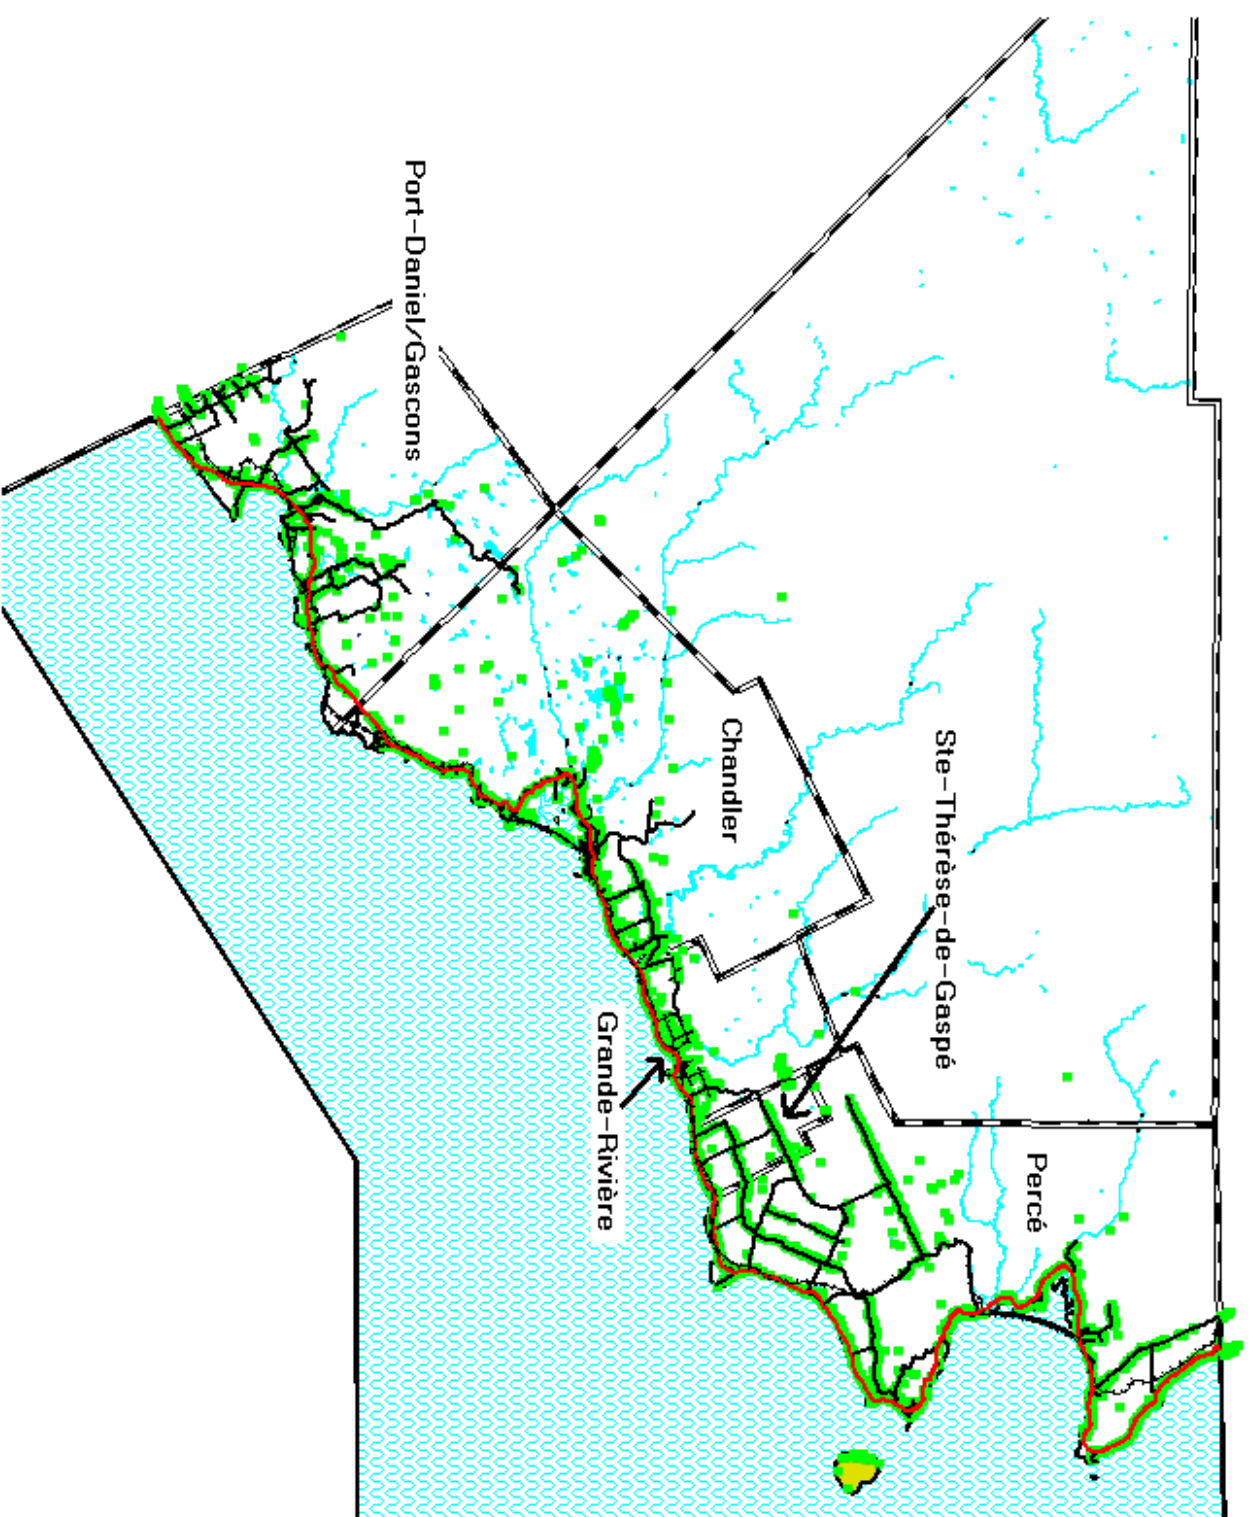 Port-Daniel/Gascons
Chandler
Ste-Thérèse-de-Gaspé
Grande-Rivière
Percé